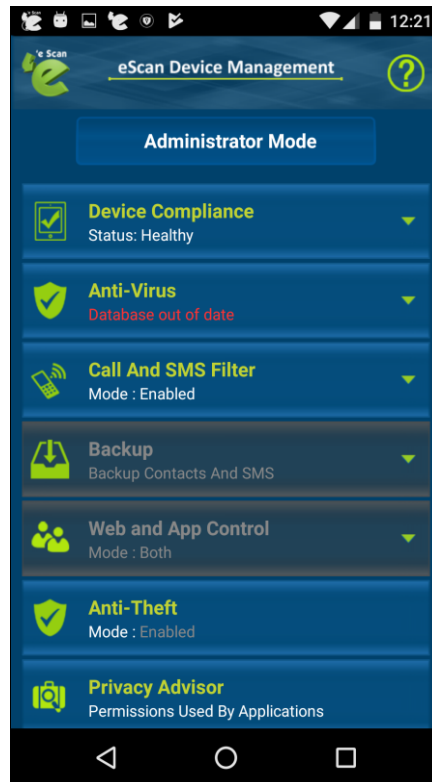 12:21
e Scan
eScan Device Management
?
Administrator Mode
Device Compliance
Status: Healthy
Anti-Virus
Database out of date
Call And SMS Filter
Mode : Enabled
Backup
Backup Contacts And SMS
Web and App Control
Mode : Both
Anti-Theft
Mode : Enabled
Privacy Advisor
Permissions Used By Applications